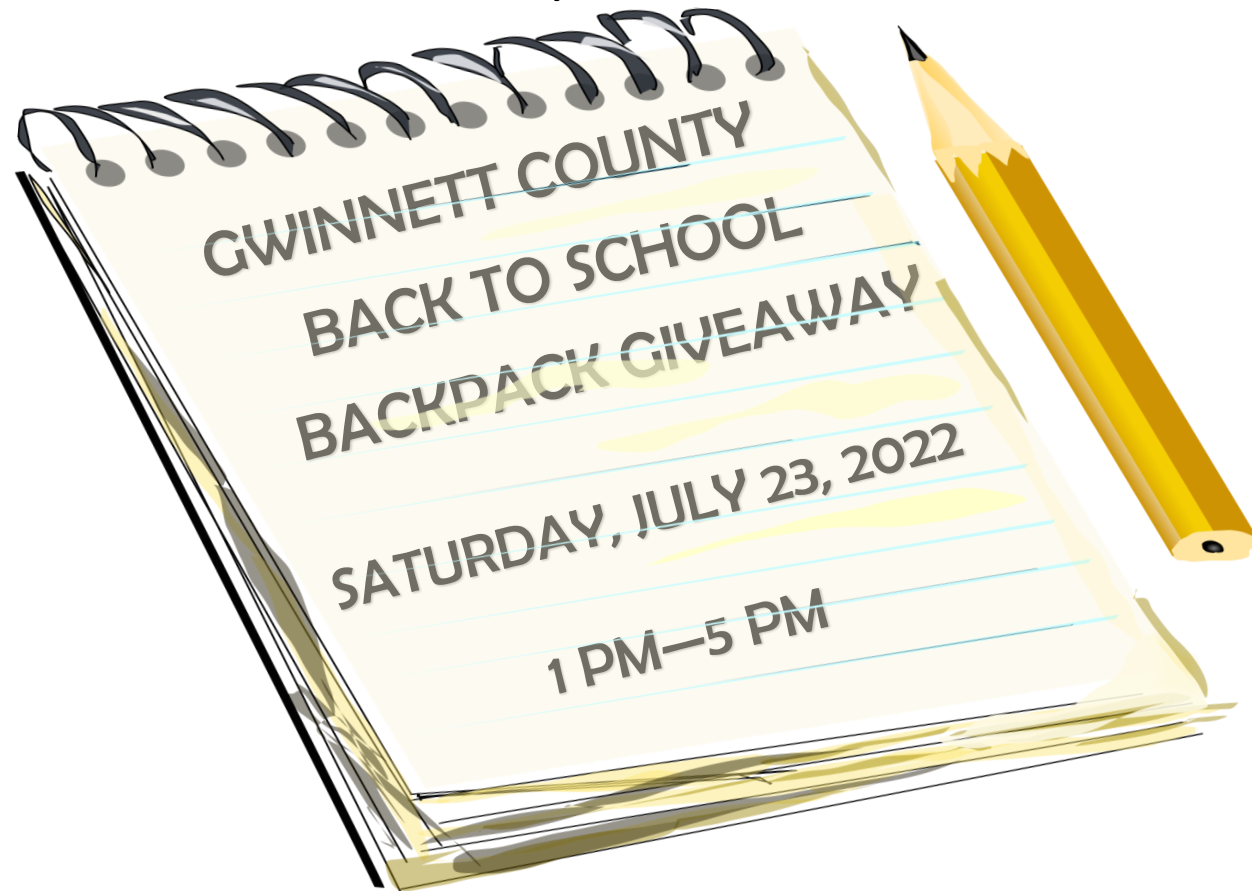 GWINNETT COUNTY
BACK TO SCHOOL
BACKPACK GIVEAWAY
SATURDAY, JULY 23, 2022
1 PM—5 PM